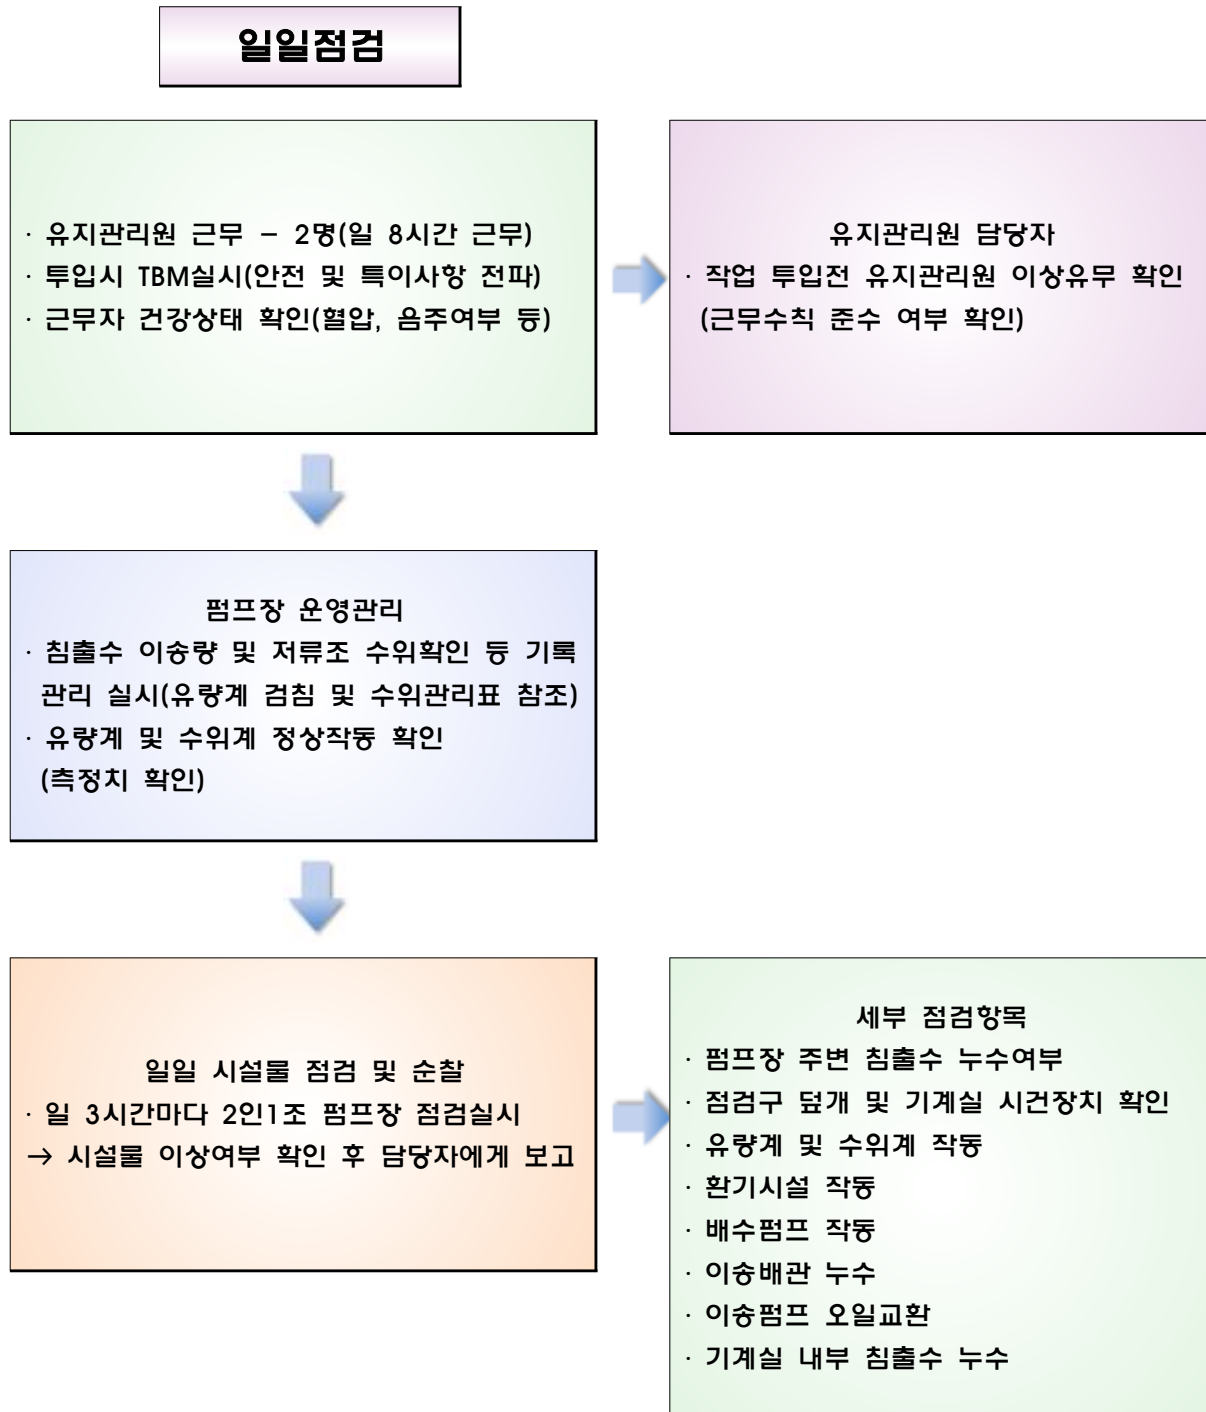 일일점검
· 유지관리원 근무 – 2명(일 8시간 근무)
· 투입시 TBM실시(안전 및 특이사항 전파)
· 근무자 건강상태 확인(혈압, 음주여부 등)
유지관리원 담당자
· 작업 투입전 유지관리원 이상유무 확인
(근무수칙 준수 여부 확인)
펌프장 운영관리
· 침출수 이송량 및 저류조 수위확인 등 기록
관리 실시(유량계 검침 및 수위관리표 참조)
· 유량계 및 수위계 정상작동 확인
(측정치 확인)
일일 시설물 점검 및 순찰
· 일 3시간마다 2인1조 펌프장 점검실시
→ 시설물 이상여부 확인 후 담당자에게 보고
세부 점검항목
· 펌프장 주변 침출수 누수여부
· 점검구 덮개 및 기계실 시건장치 확인
· 유량계 및 수위계 작동
· 환기시설 작동
· 배수펌프 작동
· 이송배관 누수
· 이송펌프 오일교환
· 기계실 내부 침출수 누수